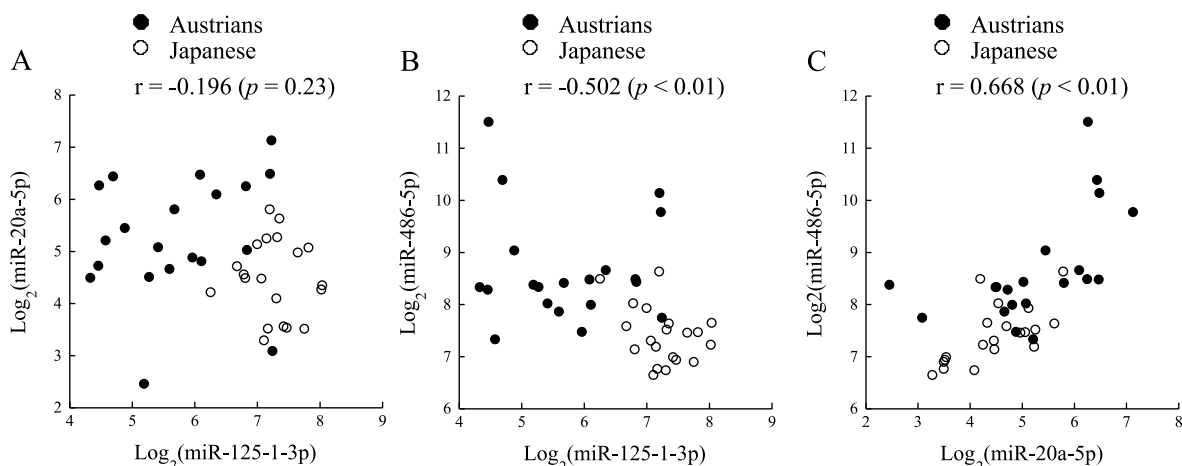 Austrians
Japanese
A
r = -0.196 (p = 0.23)
8
7
6
5
4
3
2
4 5 6 7 8 9
Log2(miR-20a-5p)
Log2(miR-125-1-3p)
Austrians
Japanese
B
r = -0.502 (p < 0.01)
12
11
10
9
8
7
6
4 5 6 7 8 9
Log2(miR-486-5p)
Log2(miR-125-1-3p)
Austrians
Japanese
C
r = 0.668 (p < 0.01)
12
11
10
9
8
7
6
2 3 4 5 6 7 8
Log2(miR-486-5p)
Log2(miR-20a-5p)